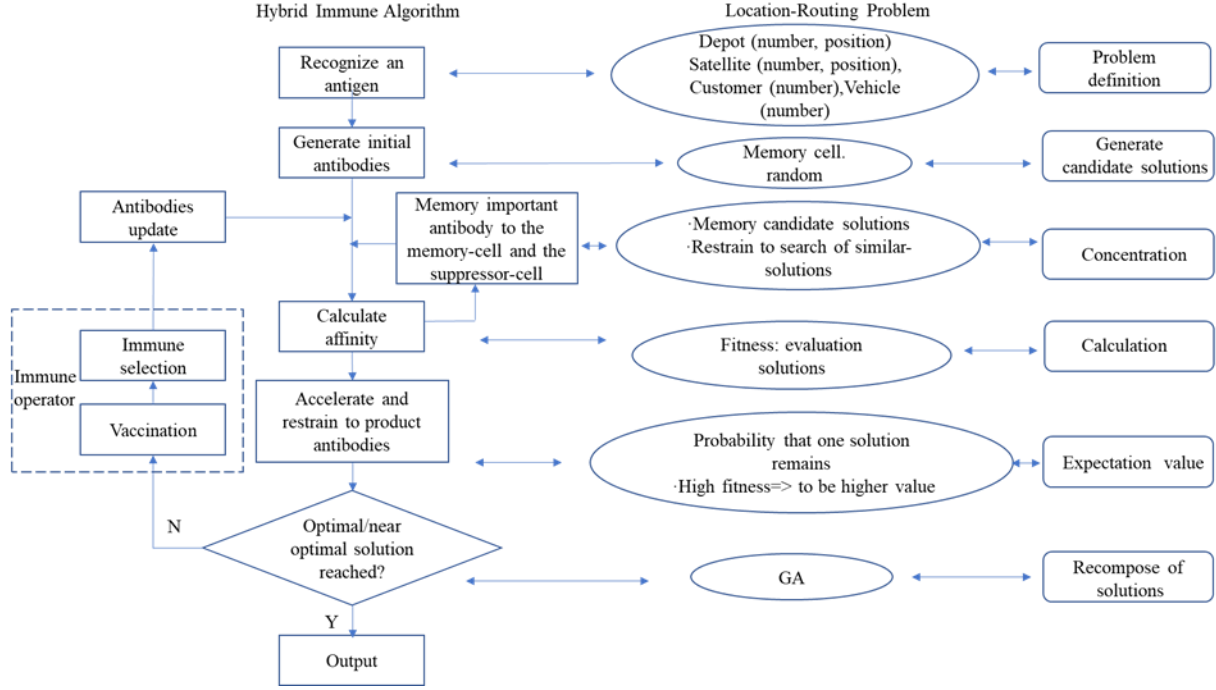 Hybrid Immune Algorithm
Location-Routing Problem
Recognize an
antigen
Depot (number, position)
Satellite (number, position),
Customer (number),Vehicle
(number)
Problem
definition
Generate initial
antibodies
Memory cell.
random
Generate
candidate solutions
Antibodies
update
Memory important
antibody to the
memory-cell and the
suppressor-cell
·Memory candidate solutions
·Restrain to search of similar-
solutions
Concentration
Calculate
affinity
Fitness: evaluation
solutions
Calculation
Immune
operator
Immune
selection
Vaccination
Accelerate and
restrain to product
antibodies
Probability that one solution
remains
·High fitness=> to be higher value
Expectation value
N
Optimal/near
optimal solution
reached?
GA
Recompose of
solutions
Y
Output